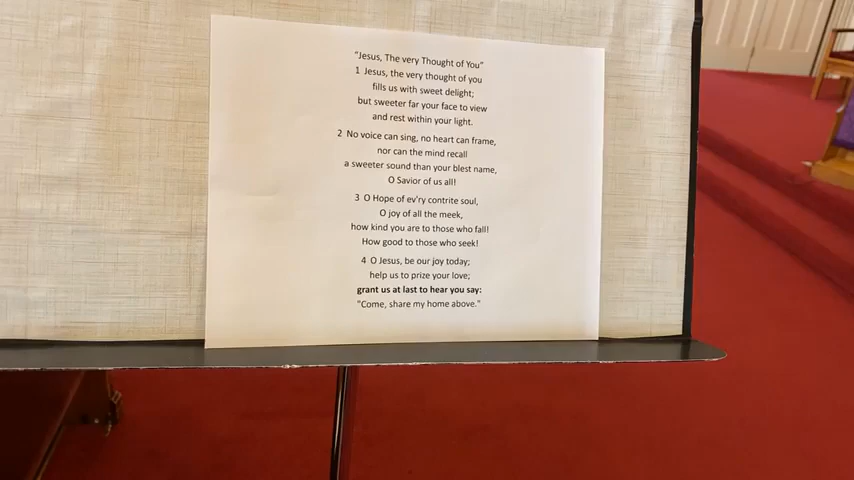 "Jesus, The very Thought of You"
1 Jesus, the very thought of you
fills us with sweet delight;
but sweeter far your face to view
and rest within your light.
2 No voice can sing, no heart can frame,
nor can the mind recall
a sweeter sound than your blest name,
O Savior of us all!
3 O Hope of ev'ry contrite soul,
O joy of all the meek,
how kind you are to those who fall!
How good to those who seek!
4 O Jesus, be our joy today;
help us to prize your love;
grant us at last to hear you say:
"Come, share my home above."